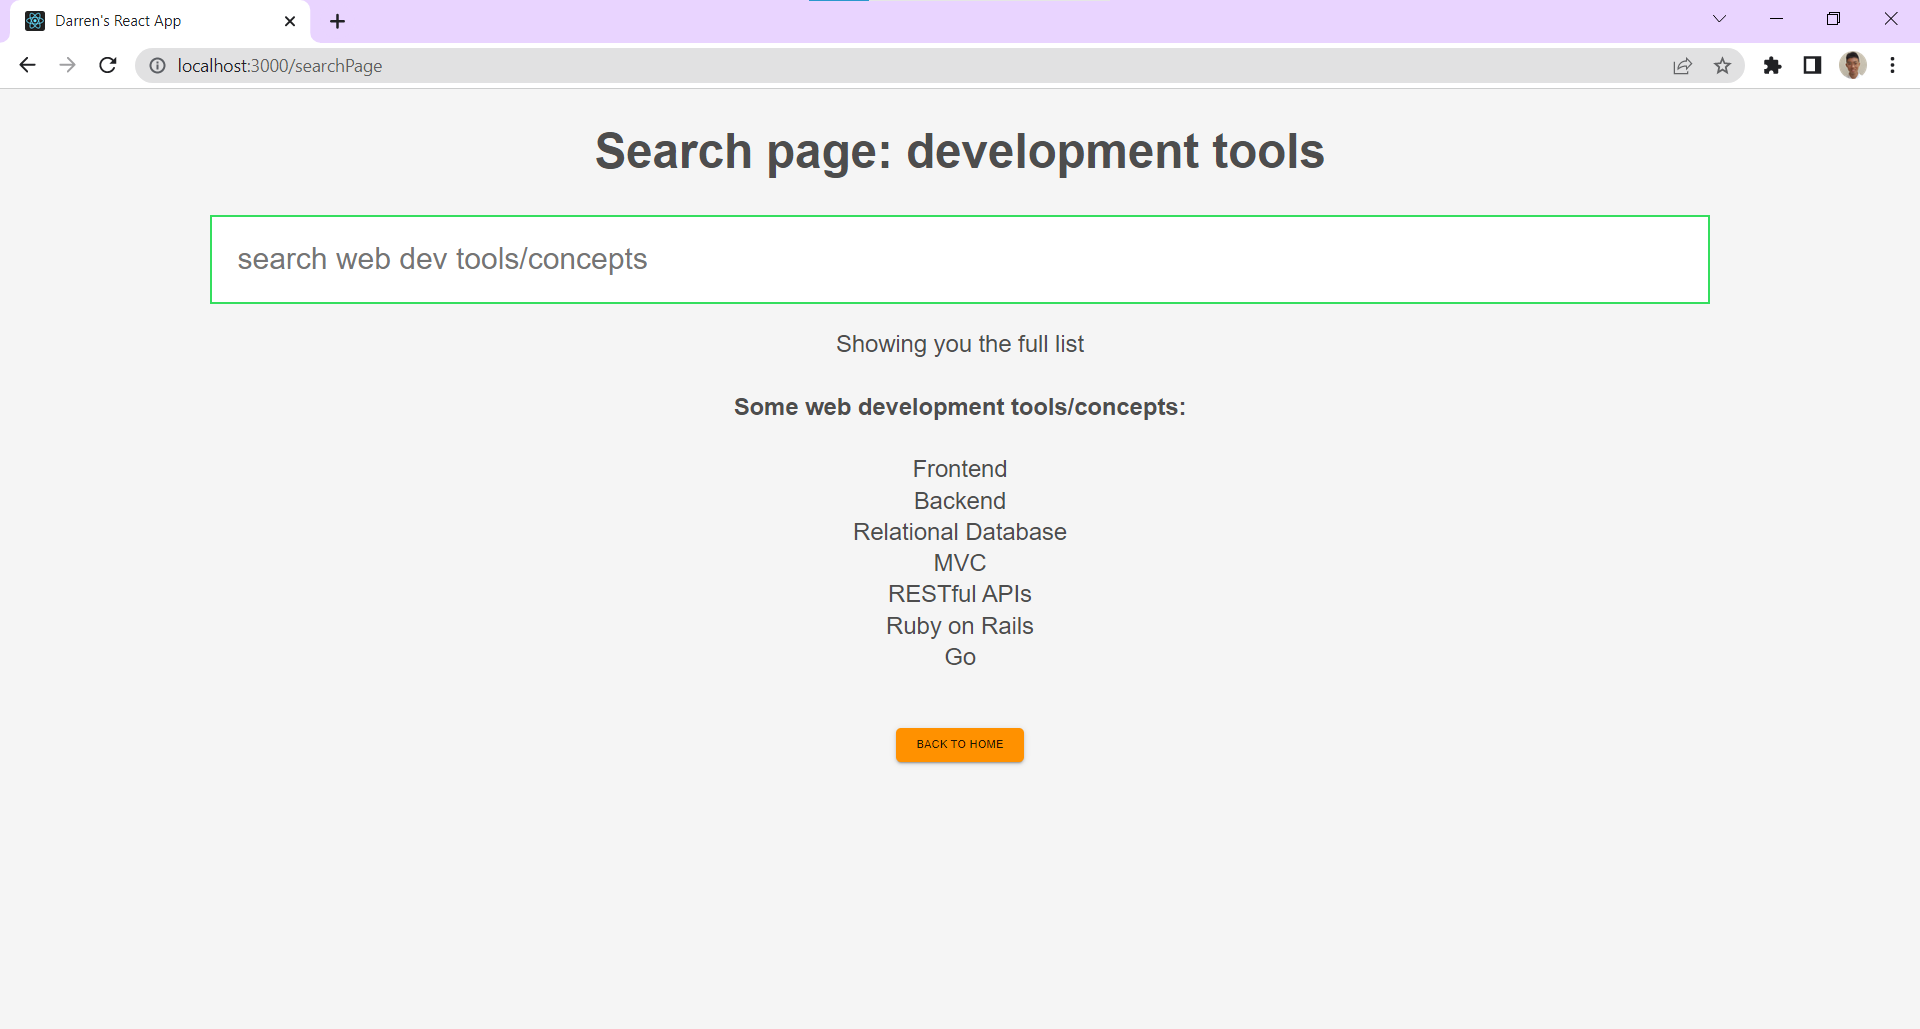 Darren's React App
localhost:3000/searchPage
Search page: development tools
search web dev tools/concepts
Showing you the full list
Some web development tools/concepts:
Frontend
Backend
Relational Database
MVC
RESTful APIs
Ruby on Rails
Go
BACK TO HOME